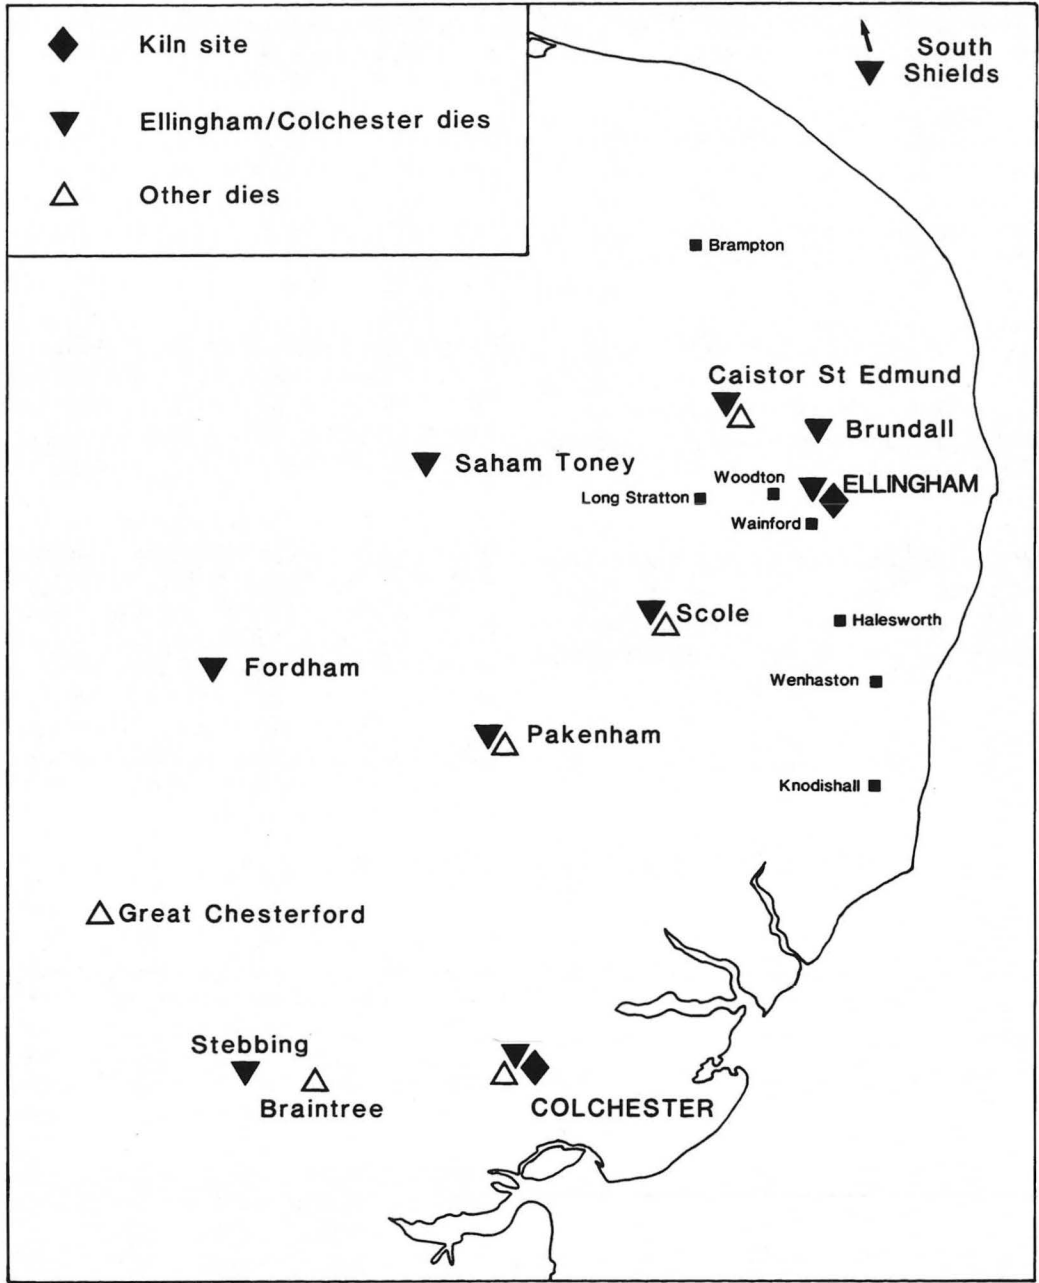 Kiln site
Ellingham/Colchester dies
Other dies
South
Shields
Brampton
Caistor St Edmund
Brundall
Saham Toney
Woodton
ELLINGHAM
Long Stratton
Wainford
Scole
Halesworth
Fordham
Wenhaston
Pakenham
Knodishall
Great Chesterford
Stebbing
Braintree
COLCHESTER